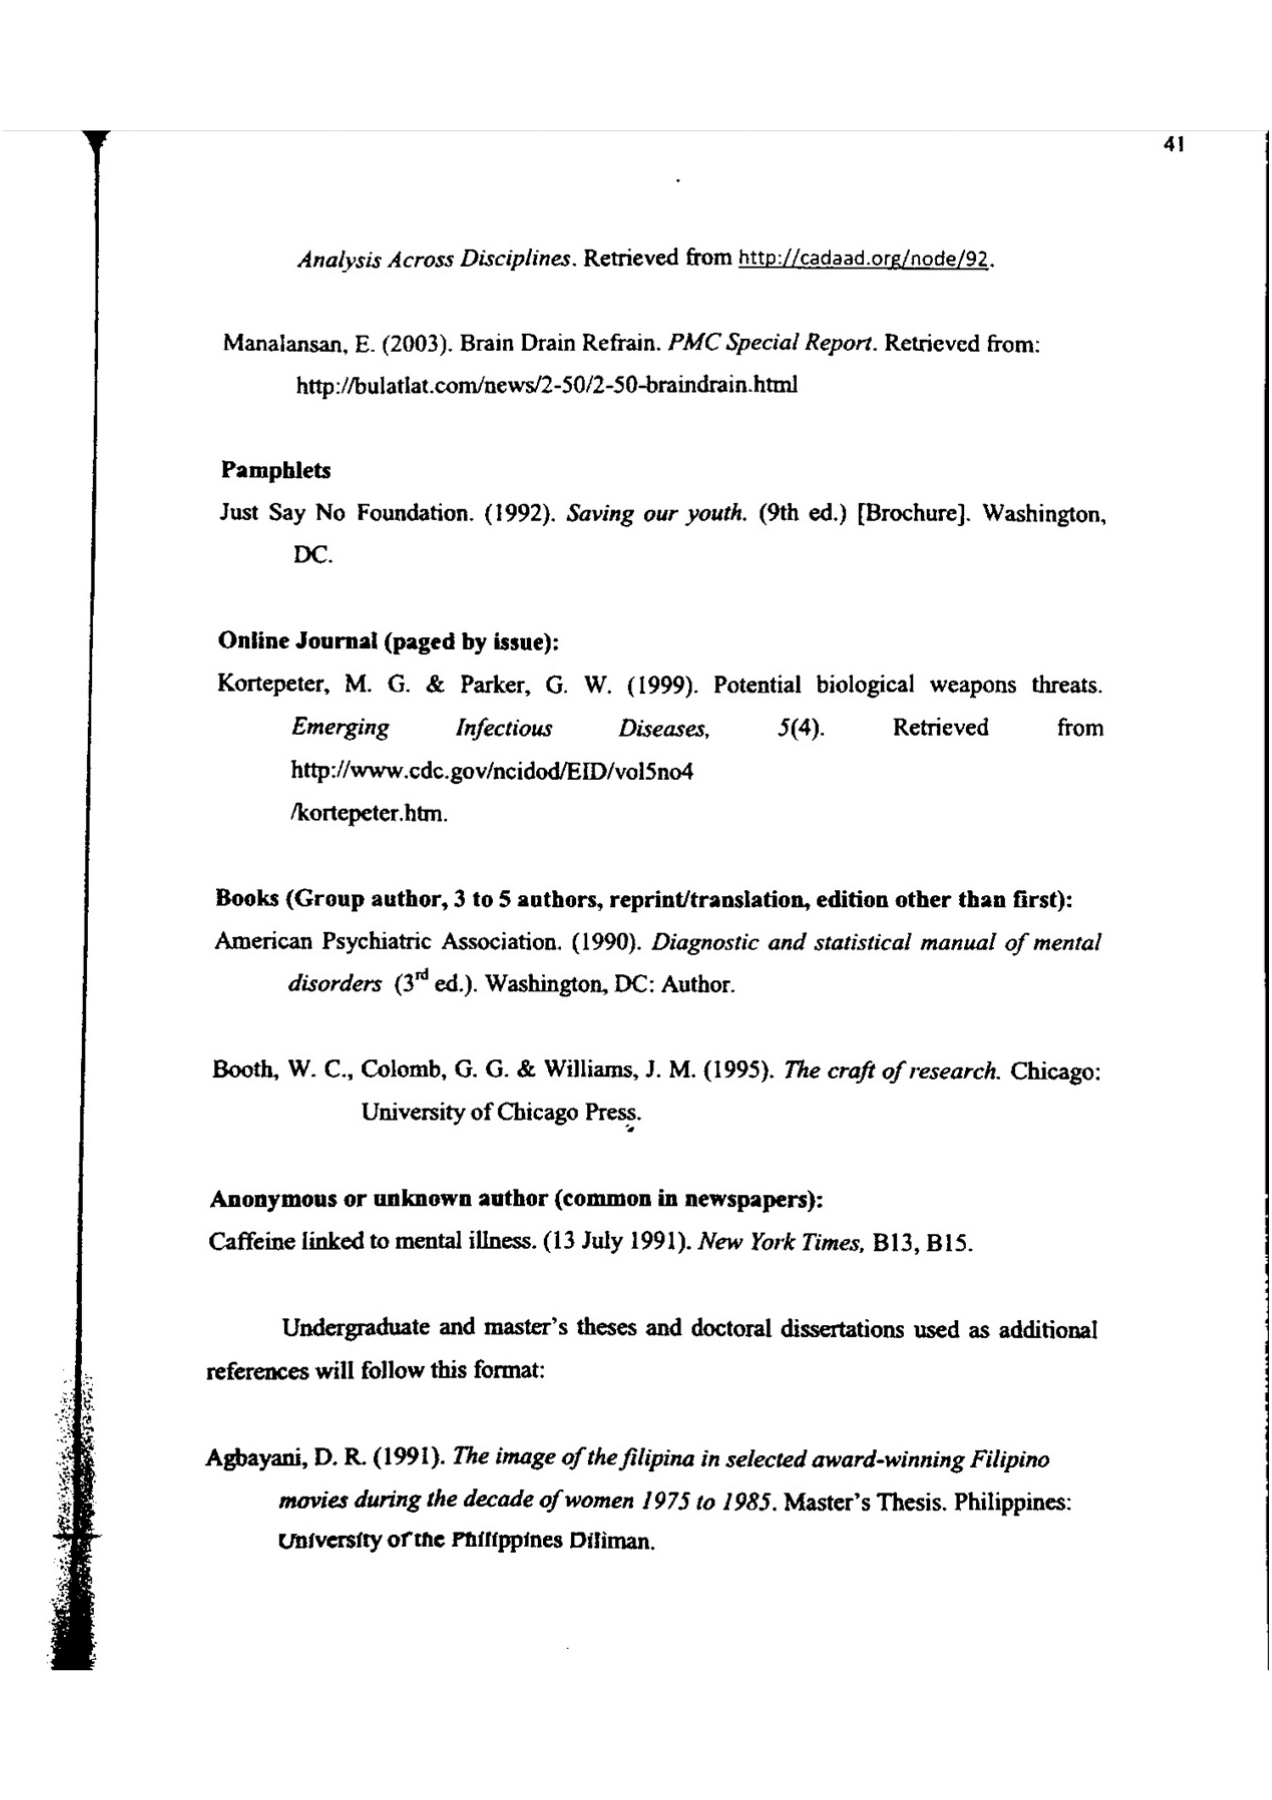 41
Analysis Across Disciplines. Retrieved from http://cadaad.org/node/92.
Manalansan, E. (2003). Brain Drain Refrain. PMC Special Report. Retrieved from:
http://bulatlat.com/news/2-50/2-50-braindrain.html
Pamphlets
Just Say No Foundation. (1992). Saving our youth. (9th ed.) [Brochure]. Washington,
DC.
Online Journal (paged by issue):
Kortepeter, M. G. & Parker, G. W. (1999). Potential biological weapons threats.
Emerging Infectious Diseases, 5(4). Retrieved from
http://www.cdc.gov/ncidod/EID/vol5no4
/kortepeter.htm.
Books (Group author, 3 to 5 authors, reprint/translation, edition other than first):
American Psychiatric Association. (1990). Diagnostic and statistical manual of mental
disorders (3rd ed.). Washington, DC: Author.
Booth, W. C., Colomb, G. G. & Williams, J. M. (1995). The craft of research. Chicago:
University of Chicago Press.
Anonymous or unknown author (common in newspapers):
Caffeine linked to mental illness. (13 July 1991). New York Times, B13, B15.
Undergraduate and master's theses and doctoral dissertations used as additional
references will follow this format:
Agbayani, D. R. (1991). The image of the filipina in selected award-winning Filipino
movies during the decade of women 1975 to 1985. Master's Thesis. Philippines:
University of the Philippines Diliman.